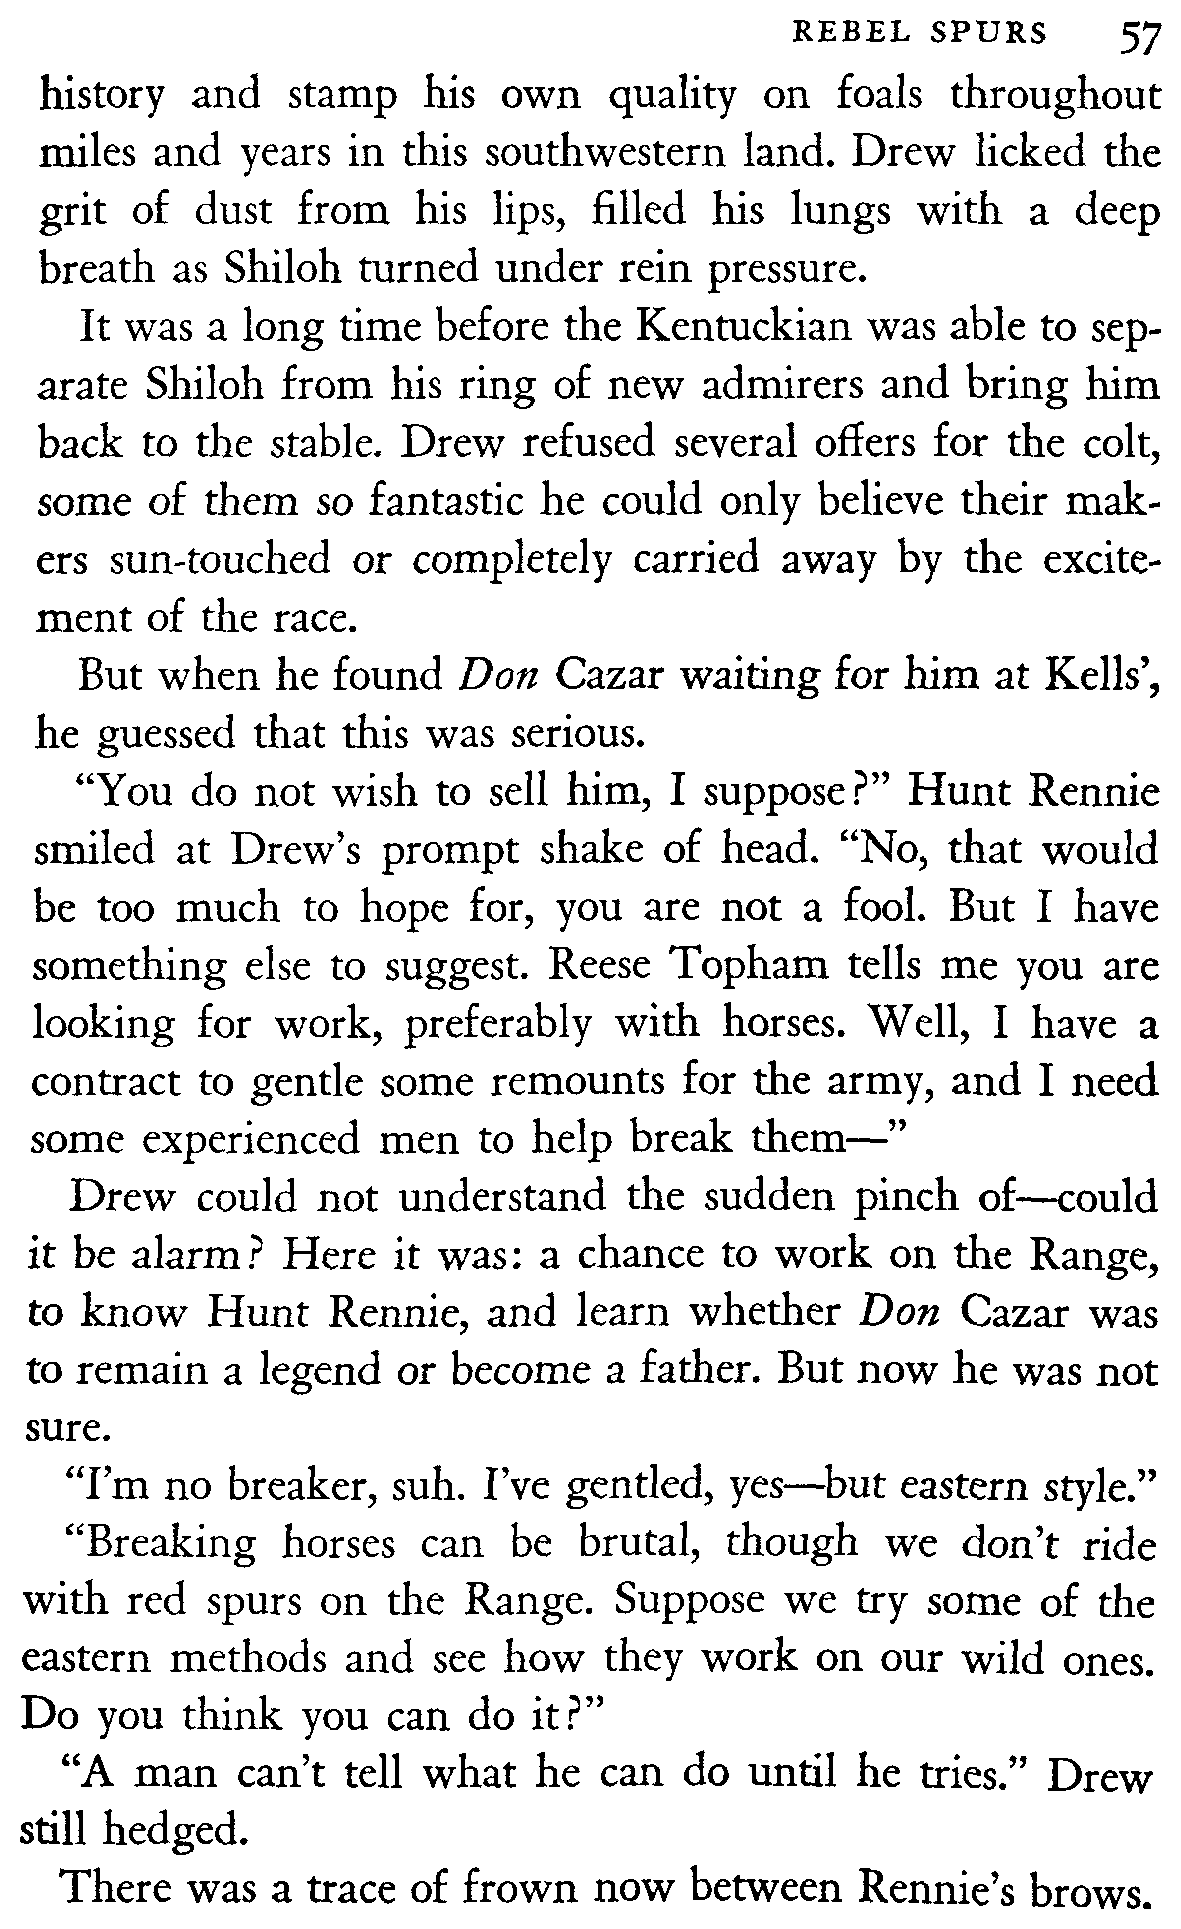 REBEL SPURS 57
history and stamp his own quality on foals throughout
miles and years in this southwestern land. Drew licked the
grit of dust from his lips, filled his lungs with a deep
breath as Shiloh turned under rein pressure.
It was a long time before the Kentuckian was able to sep-
arate Shiloh from his ring of new admirers and bring him
back to the stable. Drew refused several offers for the colt,
some of them so fantastic he could only believe their mak-
ers sun-touched or completely carried away by the excite-
ment of the race.
But when he found Don Cazar waiting for him at Kells’,
he guessed that this was serious.
“You do not wish to sell him, I suppose?” Hunt Rennie
smiled at Drew’s prompt shake of head. “No, that would
be too much to hope for, you are not a fool. But I have
something else to suggest. Reese Topham tells me you are
looking for work, preferably with horses. Well, I have a
contract to gentle some remounts for the army, and I need
some experienced men to help break them—”
Drew could not understand the sudden pinch of—could
it be alarm? Here it was: a chance to work on the Range,
to know Hunt Rennie, and learn whether Don Cazar was
to remain a legend or become a father. But now he was not
sure.
“I’m no breaker, suh. I’ve gentled, yes—but eastern style.”
“Breaking horses can be brutal, though we don’t ride
with red spurs on the Range. Suppose we try some of the
eastern methods and see how they work on our wild ones.
Do you think you can do it?”
“A man can’t tell what he can do until he tries.” Drew
still hedged.
There was a trace of frown now between Rennie’s brows.